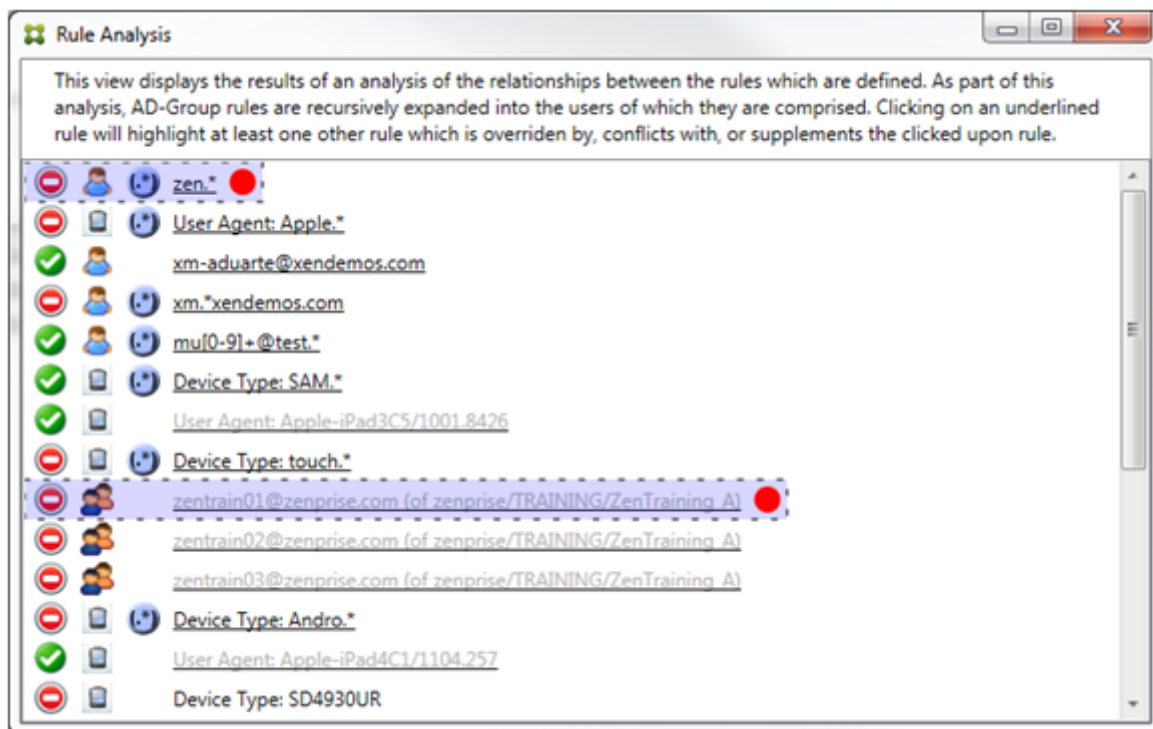 Rule Analysis
This view displays the results of an analysis of the relationships between the rules which are defined. As part of this
analysis, AD-Group rules are recursively expanded into the users of which they are comprised. Clicking on an underlined
rule will highlight at least one other rule which is overriden by, conflicts with, or supplements the clicked upon rule.
(.*) zen.*
(.*) User Agent: Apple.*
xm-aduarte@xendemos.com
(.*) xm.*xendemos.com
(.*) mu[0-9]+@test.*
(.*) Device Type: SAM.*
User Agent: Apple-iPad3C5/1001.8426
(.*) Device Type: touch.*
zentrain01@zenprise.com (of zenprise/TRAINING/ZenTraining_A)
zentrain02@zenprise.com (of zenprise/TRAINING/ZenTraining_A)
zentrain03@zenprise.com (of zenprise/TRAINING/ZenTraining_A)
(.*) Device Type: Andro.*
User Agent: Apple-iPad4C1/1104.257
Device Type: SD4930UR